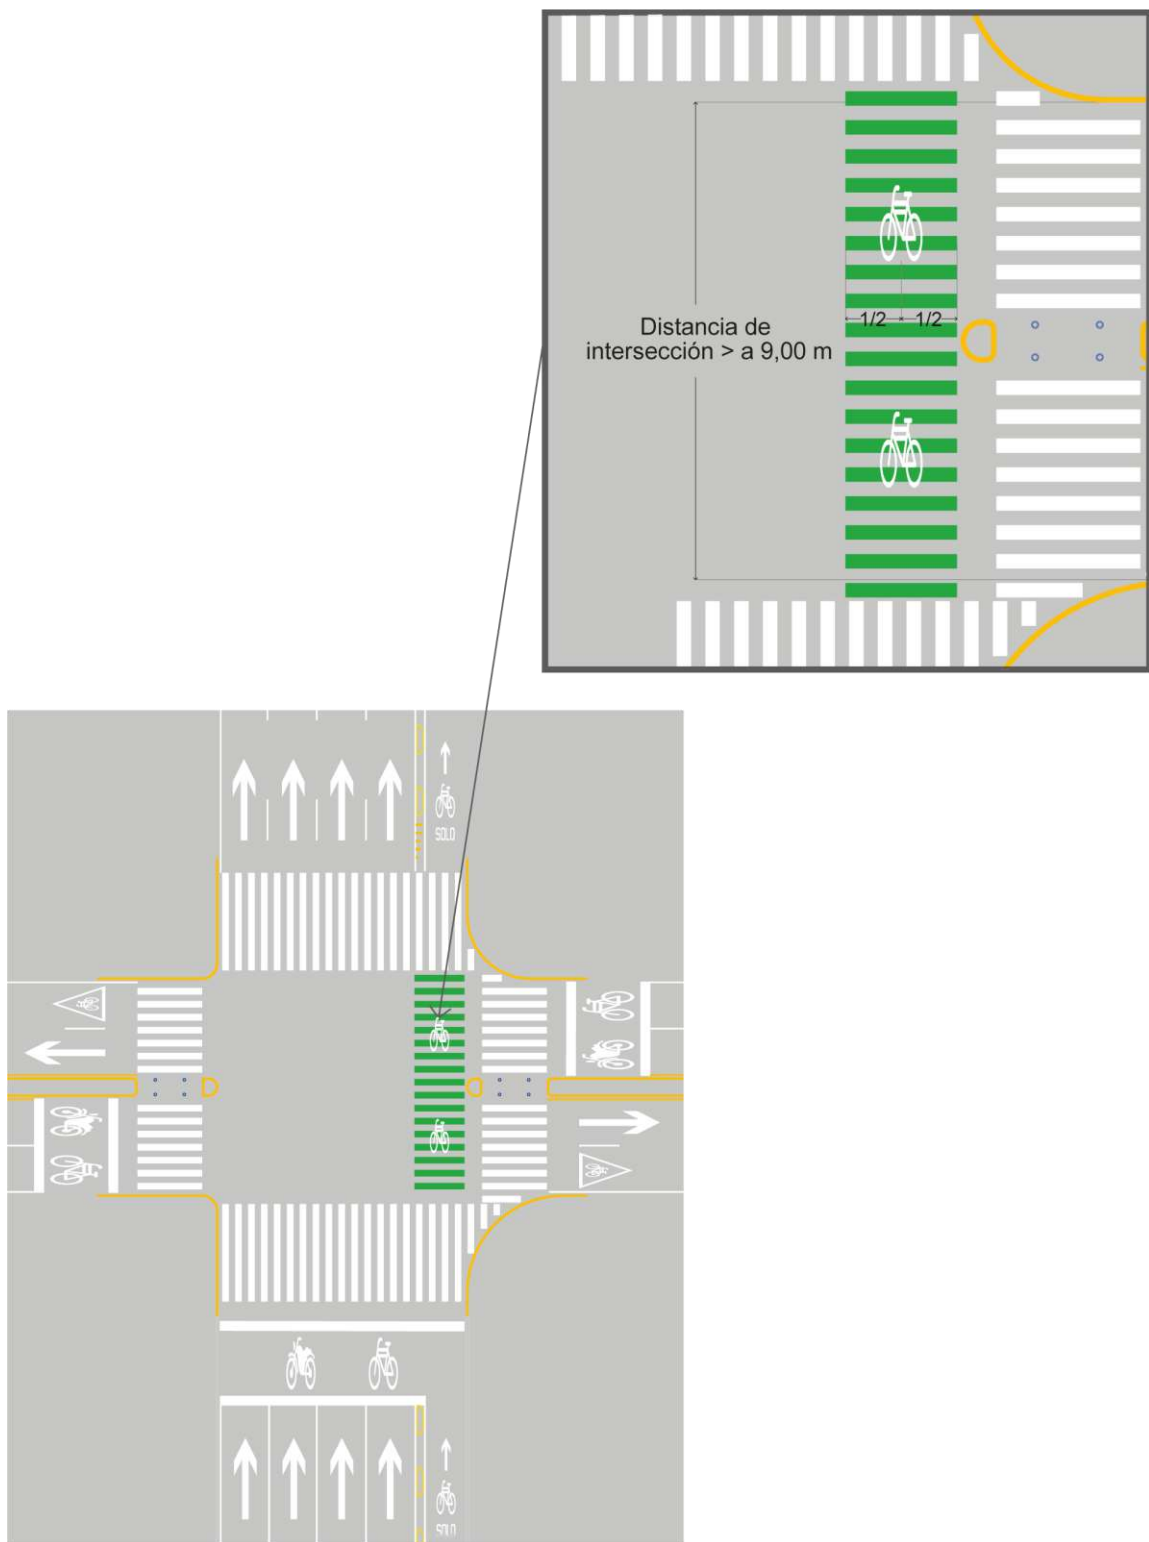 1/2 1/2
Distancia de
intersección > a 9,00 m
SOLO
SOLO